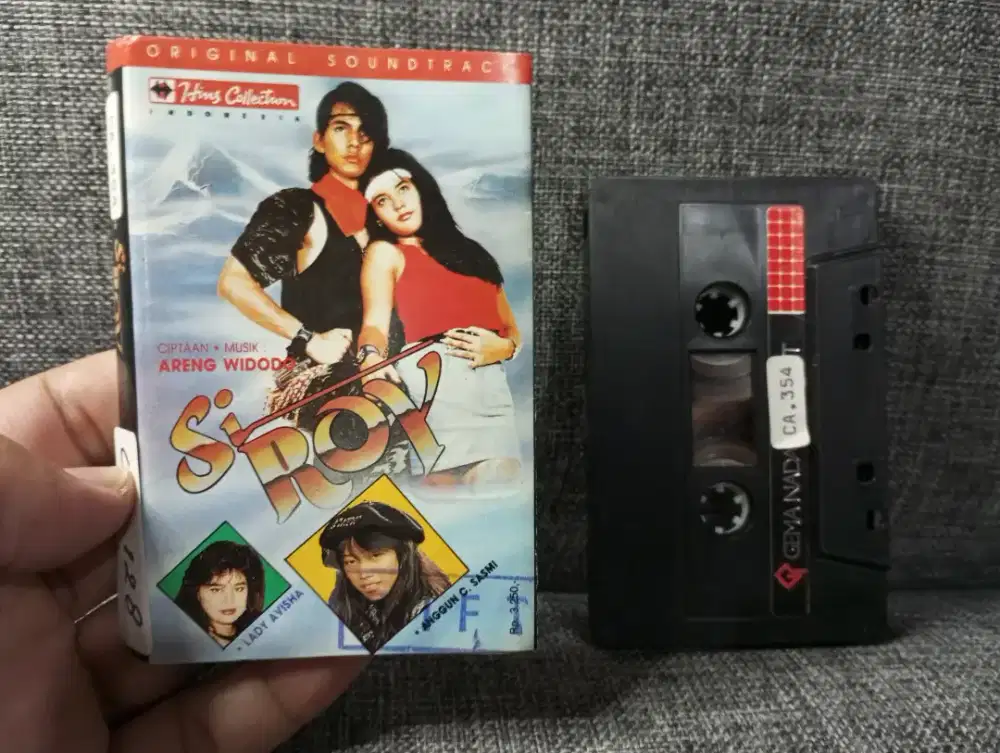 ORIGINAL SOUNDTRACK
Hins Collection
INDONESIA
CIPTAAN • MUSIK :
ARENG WIDODO
Si ROY
• LADY AVISHA
• ANGGUN C. SASMI
Rp. 3.250,-
CA.354
GEMA NADA